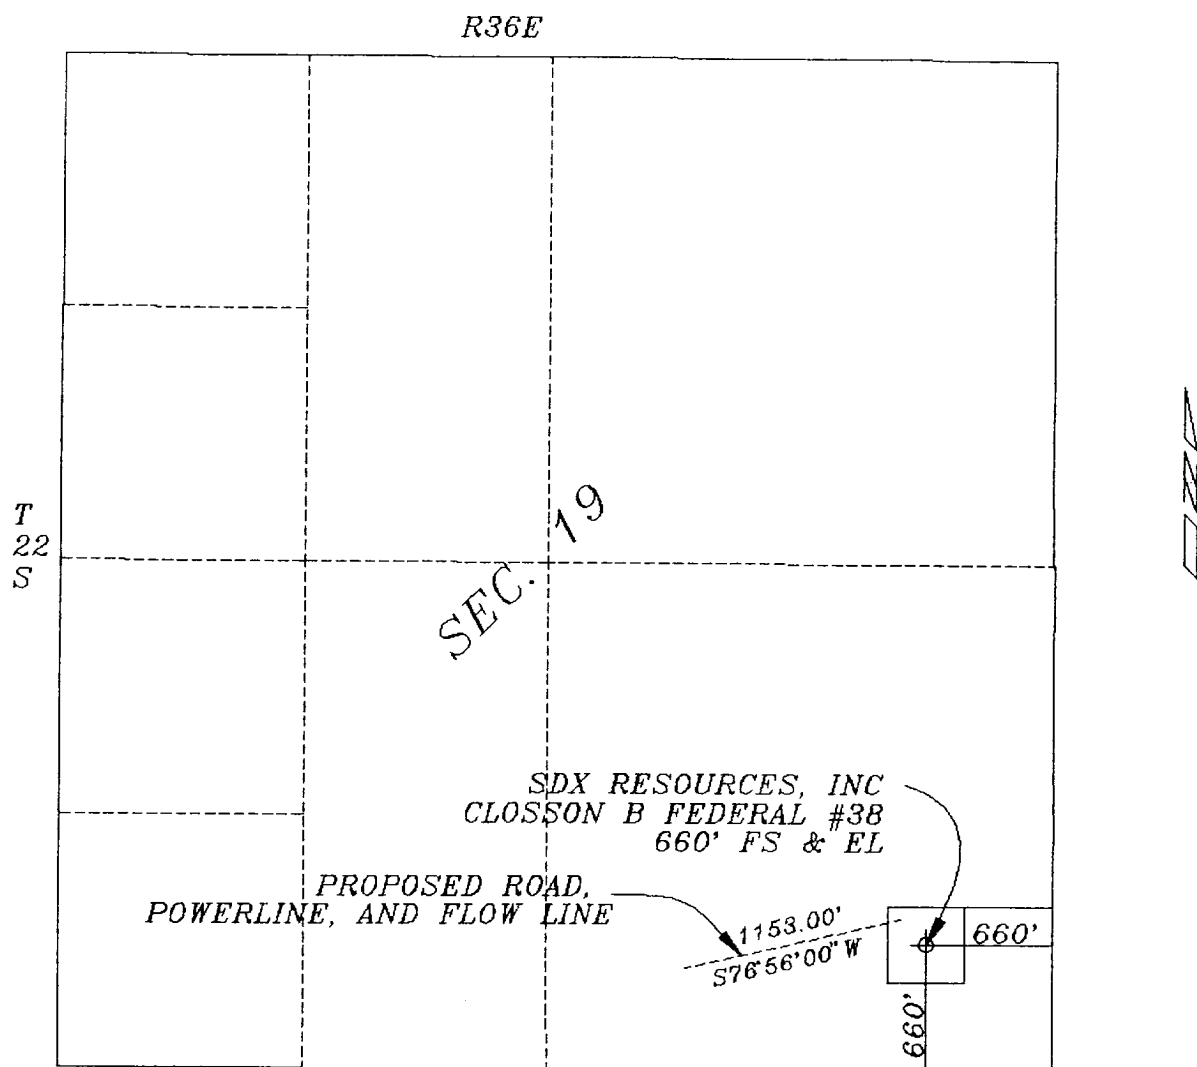 R36E
T
22
S
SEC. 19
SDX RESOURCES, INC
CLOSSON B FEDERAL #38
660' FS & EL
PROPOSED ROAD,
POWERLINE, AND FLOW LINE
1153.00'
S76°56'00" W
660'
660'